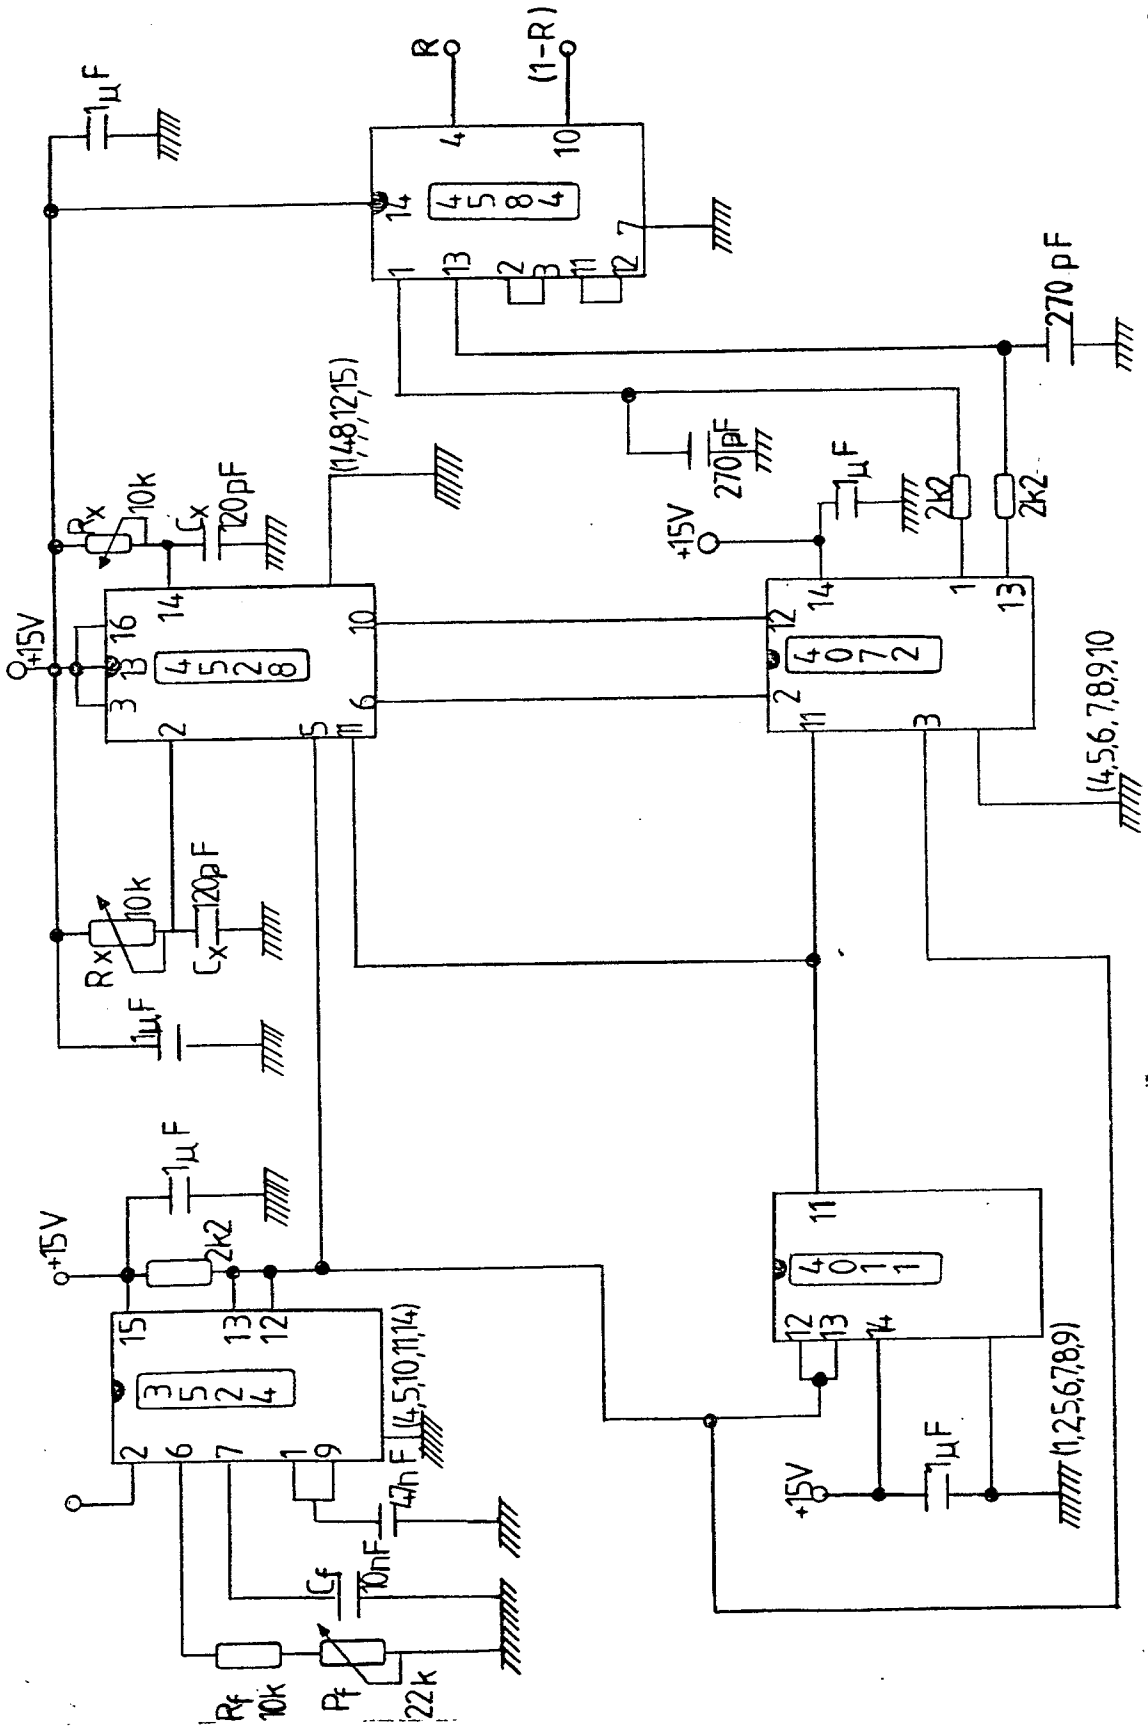 +15V
2
15
6
7
1
9
13
12
3524
(4,5,10,11,14)
2k2
1µF
47nF
Cf
10nF
Rf
10k
Pf
22k
1µF
Rx
10k
Cx
120pF
+15V
3
13
16
2
14
5
11
6
10
4528
Rx
10k
Cx
120pF
(1,4,8,12,15)
1µF
14
1
13
2
3
11
12
7
4
10
4584
R
(1-R)
12
13
14
11
4011
+15V
1µF
(1,2,5,6,7,8,9)
2
12
11
3
14
1
13
4072
(4,5,6,7,8,9,10)
+15V
1µF
2k2
2k2
270pF
270pF